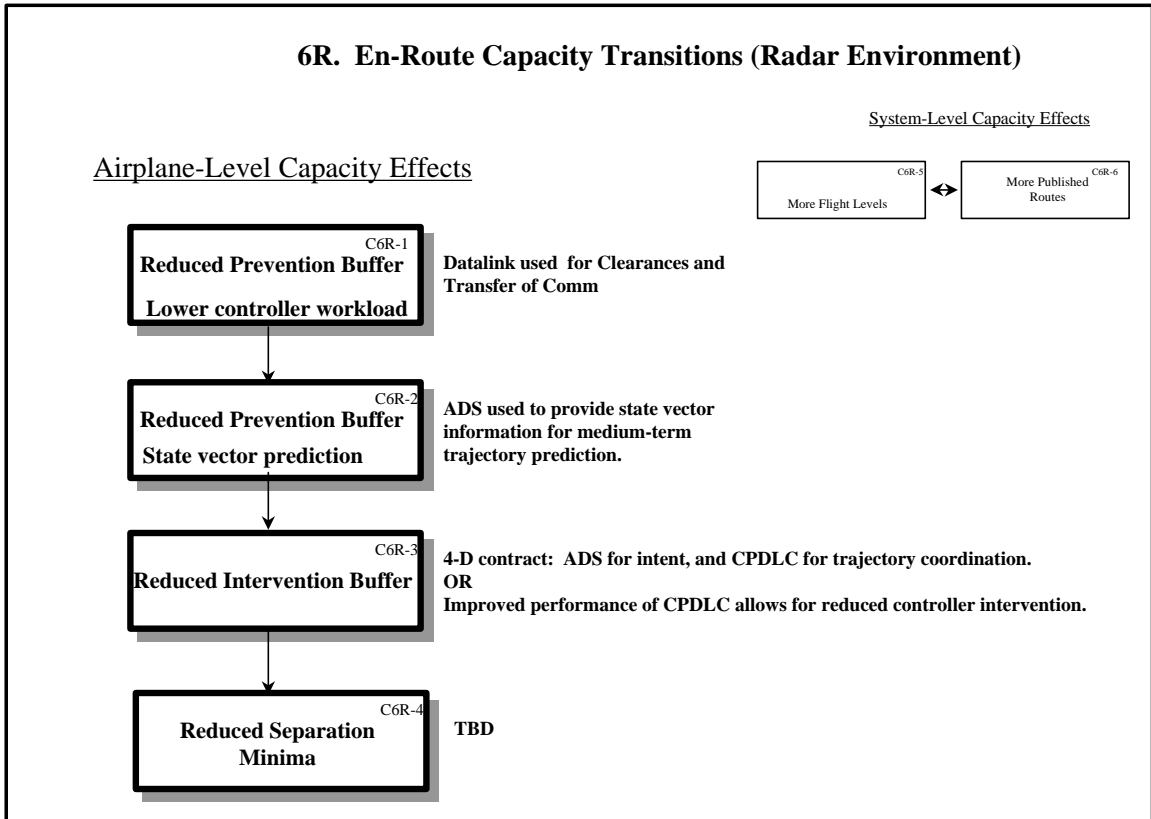 6R. En-Route Capacity Transitions (Radar Environment)
System-Level Capacity Effects
C6R-5
More Flight Levels
C6R-6
More Published
Routes
Airplane-Level Capacity Effects
C6R-1
Reduced Prevention Buffer
Lower controller workload
Datalink used for Clearances and
Transfer of Comm
C6R-2
Reduced Prevention Buffer
State vector prediction
ADS used to provide state vector
information for medium-term
trajectory prediction.
C6R-3
Reduced Intervention Buffer
4-D contract: ADS for intent, and CPDLC for trajectory coordination.
OR
Improved performance of CPDLC allows for reduced controller intervention.
C6R-4
Reduced Separation
Minima
TBD